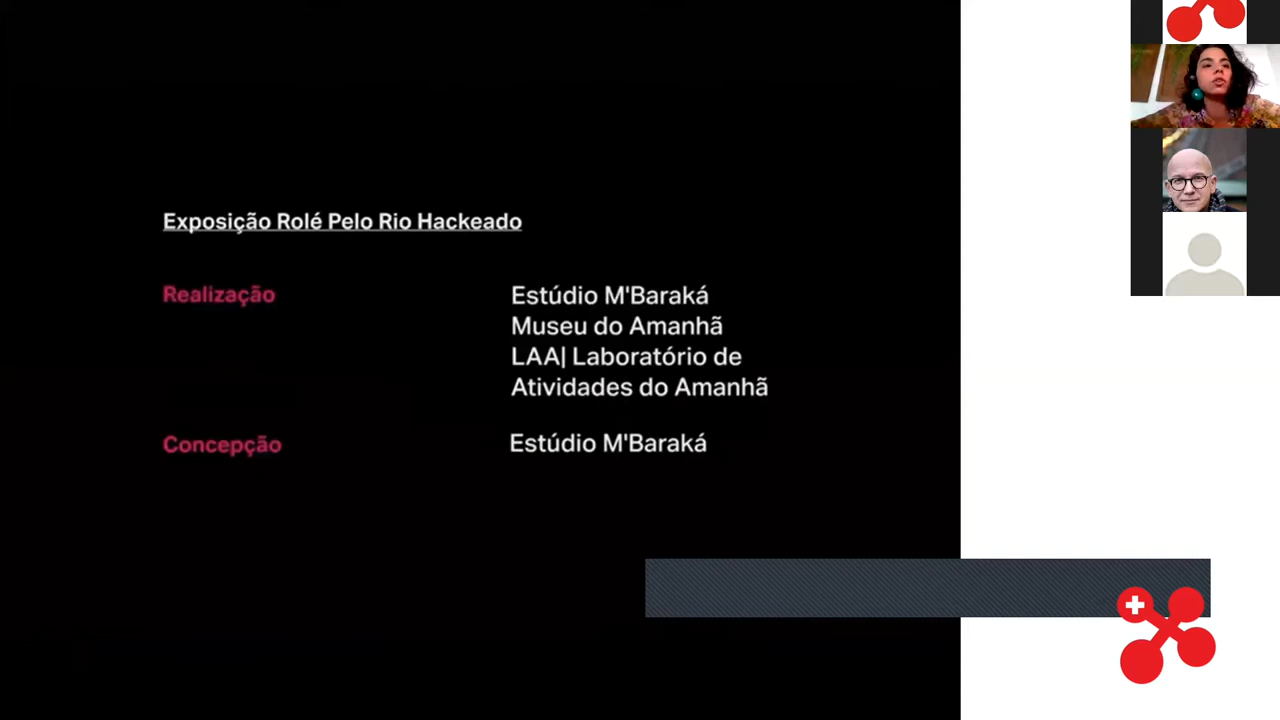 Exposição Rolé Pelo Rio Hackeado
Realização
Estúdio M'Baraká
Museu do Amanhã
LAA| Laboratório de
Atividades do Amanhã
Concepção
Estúdio M'Baraká